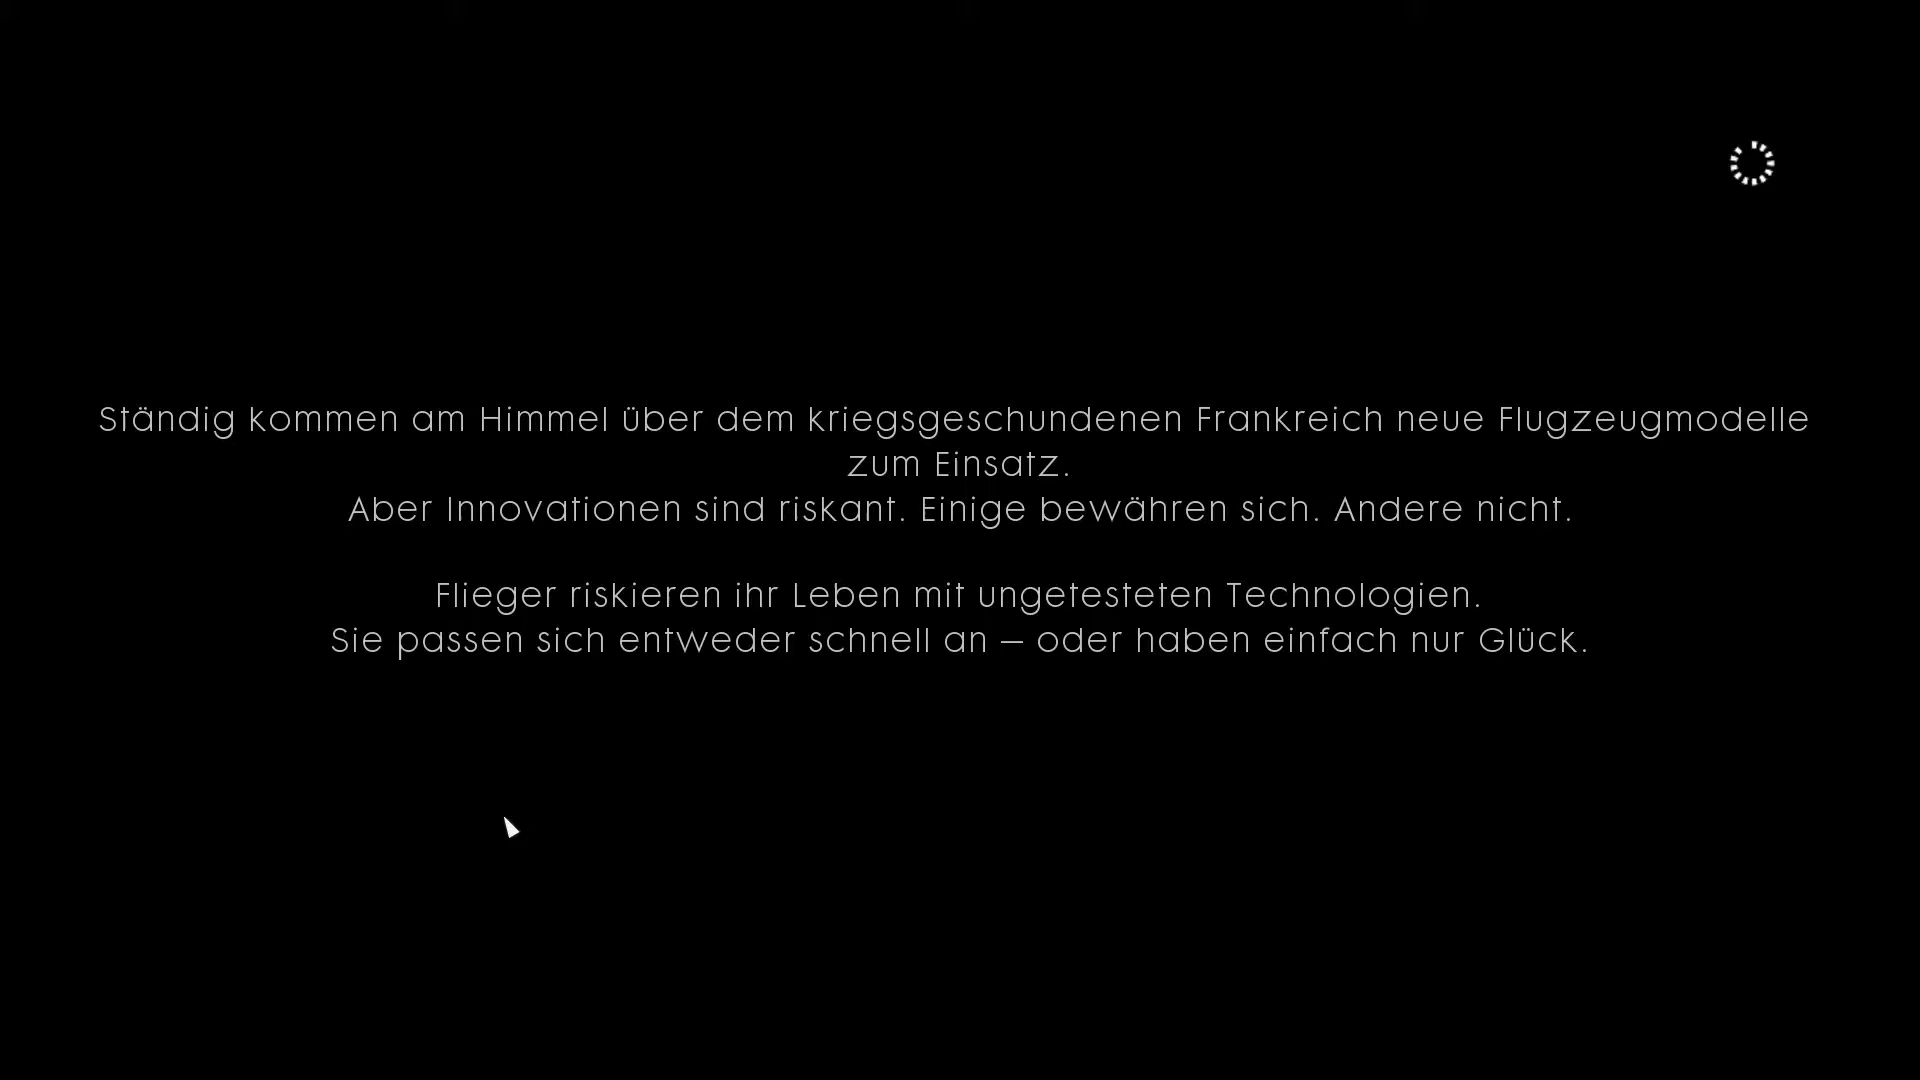 Ständig kommen am Himmel über dem kriegsgeschundenen Frankreich neue Flugzeugmodelle
zum Einsatz.
Aber Innovationen sind riskant. Einige bewähren sich. Andere nicht.
Flieger riskieren ihr Leben mit ungetesteten Technologien.
Sie passen sich entweder schnell an – oder haben einfach nur Glück.